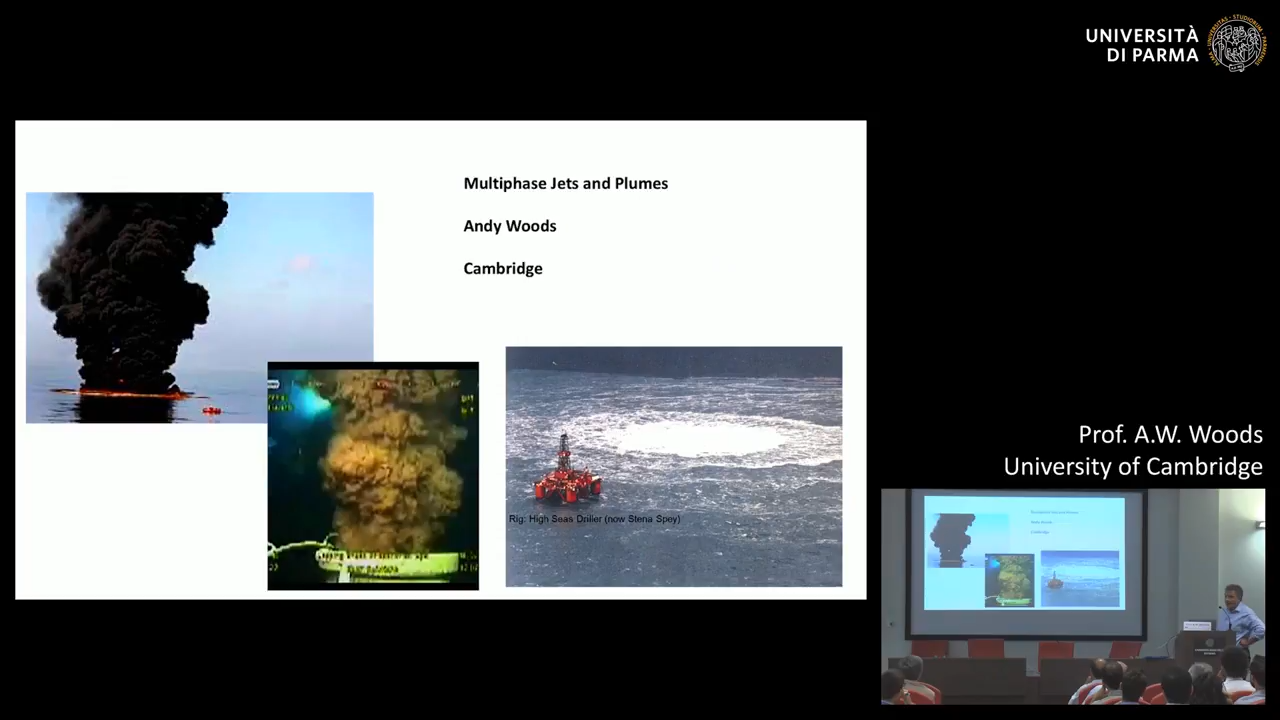 UNIVERSITÀ
DI PARMA
Multiphase Jets and Plumes
Andy Woods
Cambridge
Rig: High Seas Driller (now Stena Spey)
Prof. A.W. Woods
University of Cambridge